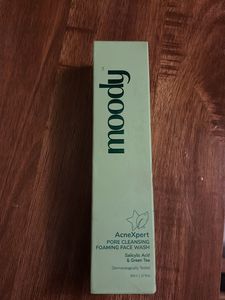 moody
AcneXpert
PORE CLEANSING
FOAMING FACE WASH
Salicylic Acid
& Green Tea
Dermatologically Tested